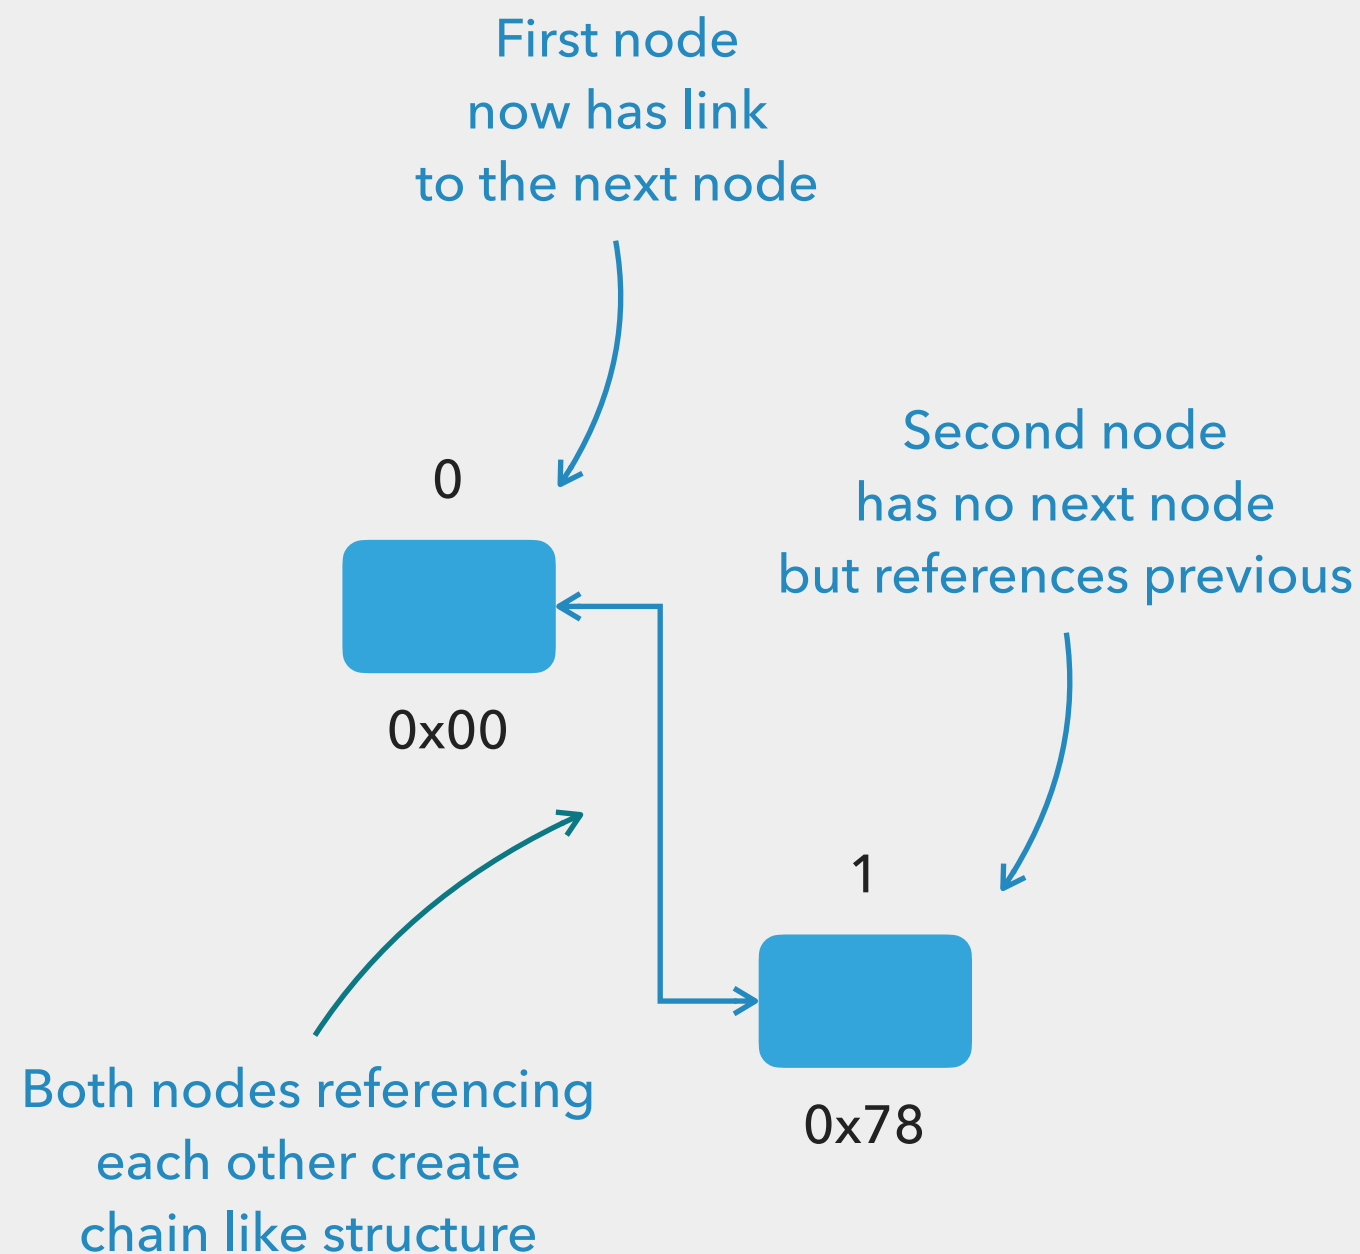 First node
now has link
to the next node
0
0x00
Second node
has no next node
but references previous
1
0x78
Both nodes referencing
each other create
chain like structure